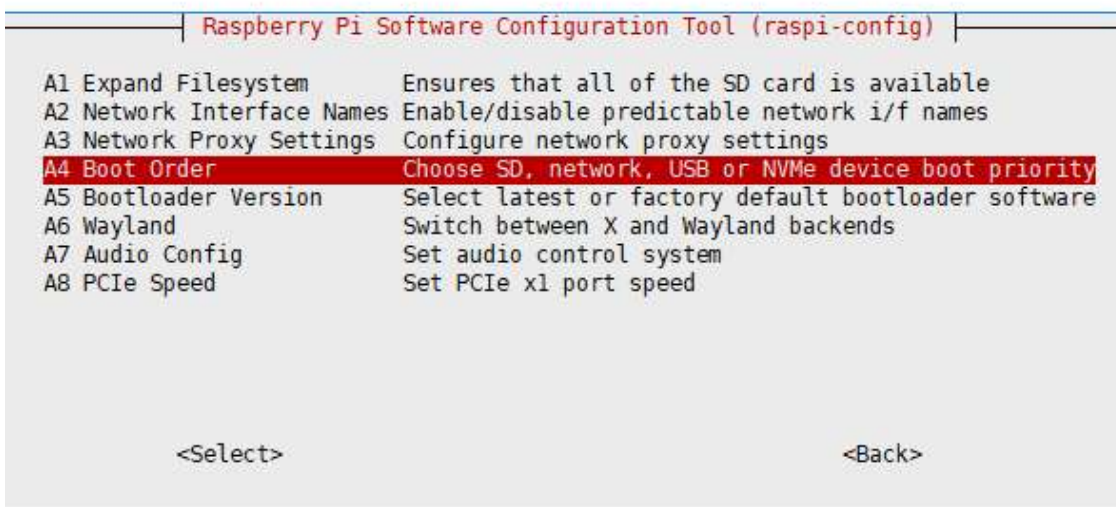 Raspberry Pi Software Configuration Tool (raspi-config)
A1 Expand Filesystem Ensures that all of the SD card is available
A2 Network Interface Names Enable/disable predictable network i/f names
A3 Network Proxy Settings Configure network proxy settings
A4 Boot Order Choose SD, network, USB or NVMe device boot priority
A5 Bootloader Version Select latest or factory default bootloader software
A6 Wayland Switch between X and Wayland backends
A7 Audio Config Set audio control system
A8 PCIe Speed Set PCIe x1 port speed
<Select> <Back>